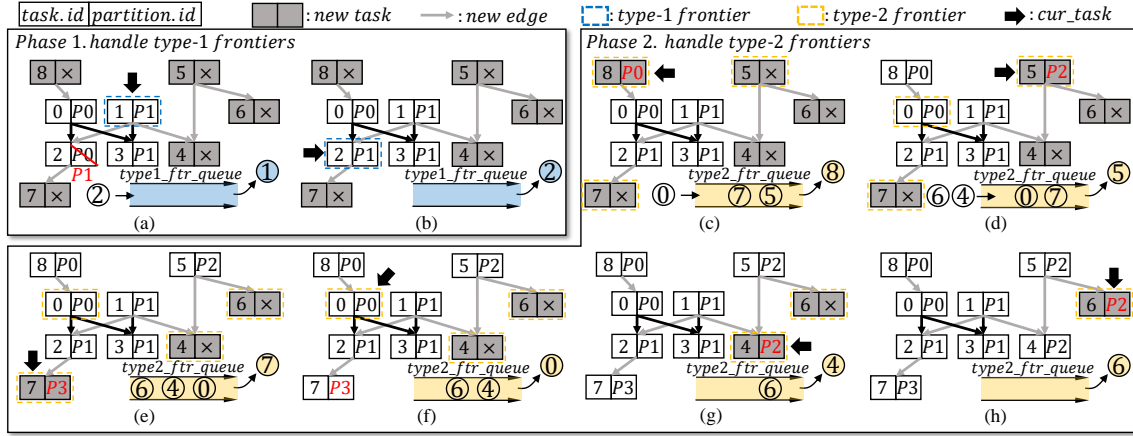 task.id partition.id : new task : new edge : type-1 frontier : type-2 frontier : cur_task
Phase 1. handle type-1 frontiers
8 × 5 ×
0 P0 1 P1 6 ×
2 P0 3 P1 4 ×
P1
7 × 2 type1_ftr_queue 1
(a)
8 × 5 ×
0 P0 1 P1 6 ×
2 P1 3 P1 4 ×
7 × type1_ftr_queue 2
(b)
Phase 2. handle type-2 frontiers
8 P0 5 ×
0 P0 1 P1 6 ×
2 P1 3 P1 4 ×
type2_ftr_queue 8
7 × 0 7 5
(c)
8 P0 5 P2
0 P0 1 P1 6 ×
2 P1 3 P1 4 ×
type2_ftr_queue 5
7 × 6 4 0 7
(d)
8 P0 5 P2
0 P0 1 P1 6 ×
2 P1 3 P1 4 ×
type2_ftr_queue 7
7 P3 6 4 0
(e)
8 P0 5 P2
0 P0 1 P1 6 ×
2 P1 3 P1 4 ×
type2_ftr_queue 0
7 P3 6 4
(f)
8 P0 5 P2
0 P0 1 P1 6 ×
2 P1 3 P1 4 P2
type2_ftr_queue 4
7 P3 6
(g)
8 P0 5 P2
0 P0 1 P1 6 P2
2 P1 3 P1 4 P2
type2_ftr_queue 6
7 P3
(h)